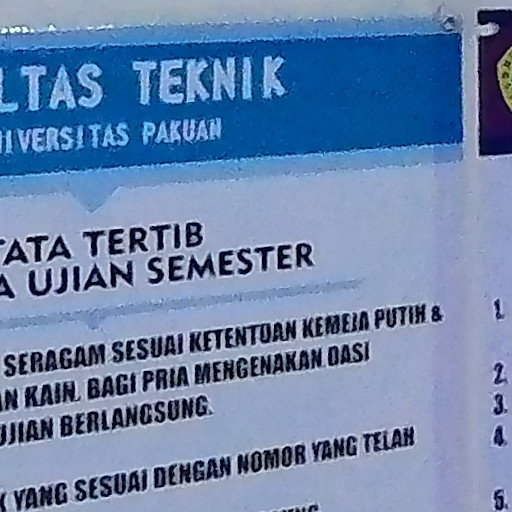 LTAS TEKNIK
IVERSITAS PAKUAN
TATA TERTIB
A UJIAN SEMESTER
SERAGAM SESUAI KETENTUAN KEMEJA PUTIH &
AN KAIN. BAGI PRIA MENGENAKAN DASI
UJIAN BERLANGSUNG.
K YANG SESUAI DENGAN NOMOR YANG TELAH
1.
2.
3.
4.
5.